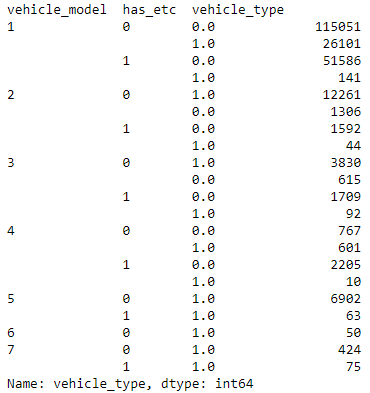 vehicle_model has_etc vehicle_type
1 0 0.0 115051
1.0 26101
1 0.0 51586
1.0 141
2 0 1.0 12261
0.0 1306
1 0.0 1592
1.0 44
3 0 1.0 3830
0.0 615
1 0.0 1709
1.0 92
4 0 0.0 767
1.0 601
1 0.0 2205
1.0 10
5 0 1.0 6902
1 1.0 63
6 0 1.0 50
7 0 1.0 424
1 1.0 75
Name: vehicle_type, dtype: int64